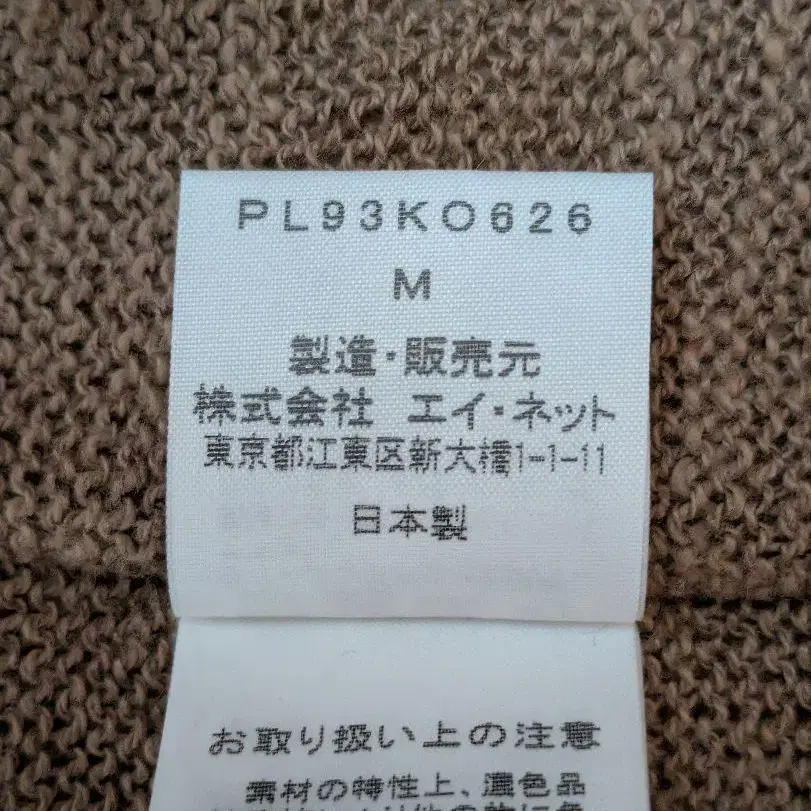 PL93KO626
M
製造・販売元
株式会社 エイ・ネット
東京都江東区新大橋1-1-11
日本製
お取り扱い上の注意
素材の特性上、濃色品